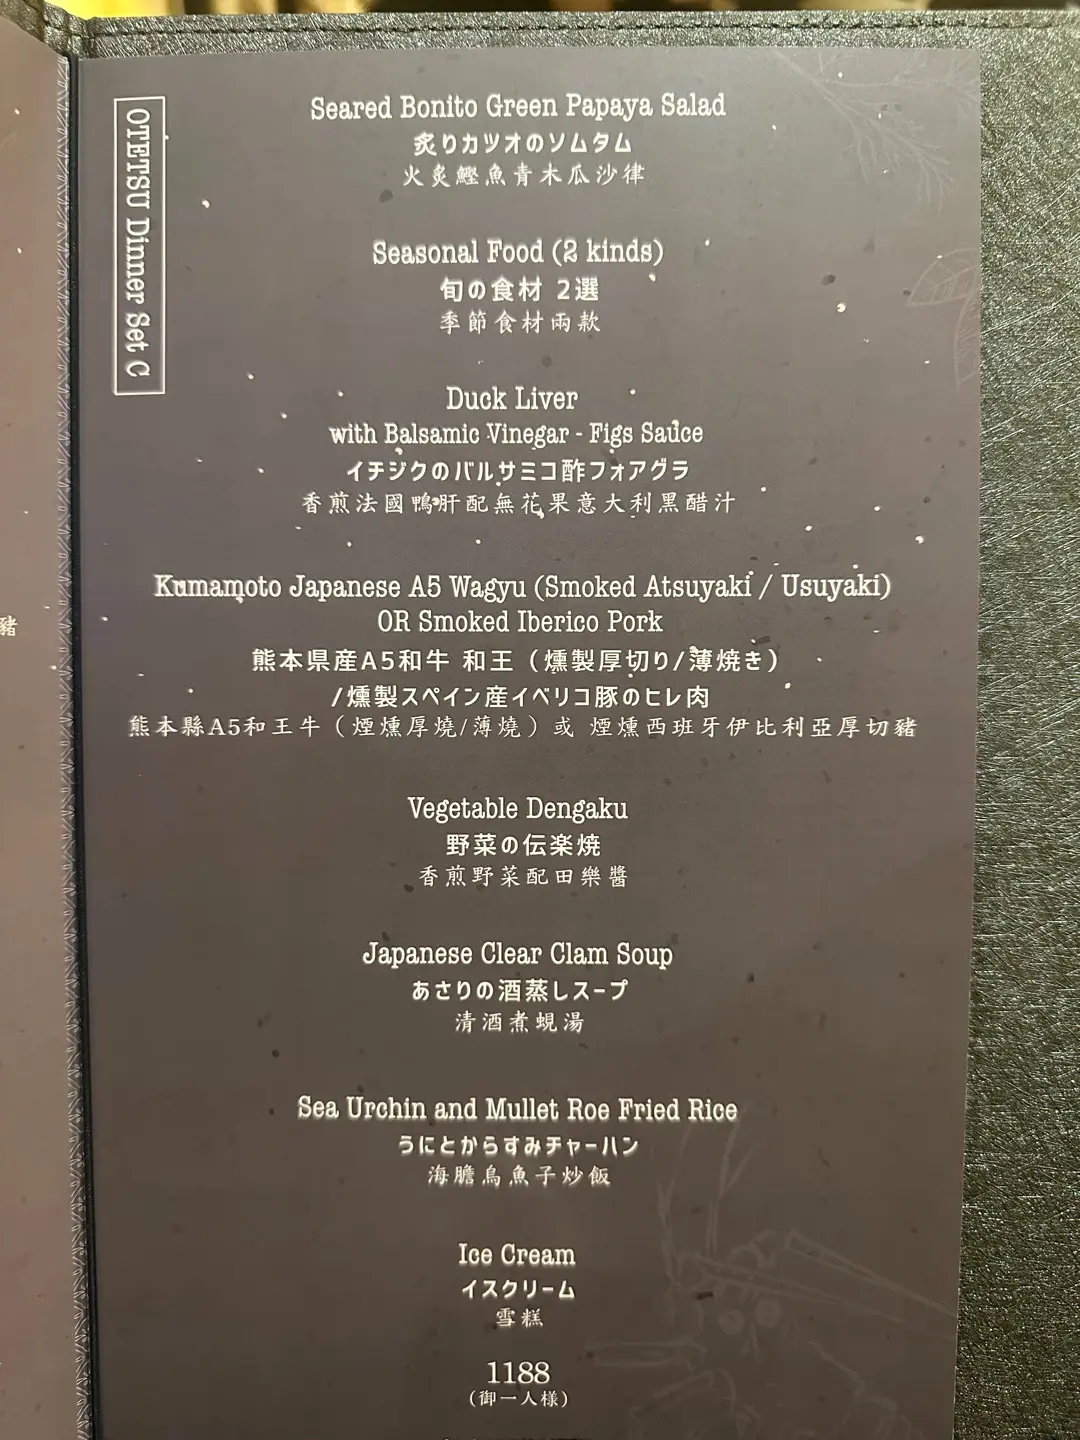 OTETSU Dinner Set C
Seared Bonito Green Papaya Salad
炙りカツオのソムタム
火炙鰹魚青木瓜沙律
Seasonal Food (2 kinds)
旬の食材 2選
季節食材兩款
Duck Liver
with Balsamic Vinegar - Figs Sauce
イチジクのバルサミコ酢フォアグラ
香煎法國鴨肝配無花果意大利黑醋汁
Kumamoto Japanese A5 Wagyu (Smoked Atsuyaki / Usuyaki)
OR Smoked Iberico Pork
熊本県産A5和牛 和王（燻製厚切り/薄焼き）
/燻製スペイン産イベリコ豚のヒレ肉
熊本縣A5和王牛（煙燻厚燒/薄燒）或 煙燻西班牙伊比利亞厚切豬
豬
Vegetable Dengaku
野菜の伝楽焼
香煎野菜配田樂醬
Japanese Clear Clam Soup
あさりの酒蒸しスープ
清酒煮蜆湯
Sea Urchin and Mullet Roe Fried Rice
うにとからすみチャーハン
海膽烏魚子炒飯
Ice Cream
イスクリーム
雪糕
1188
(御一人様)